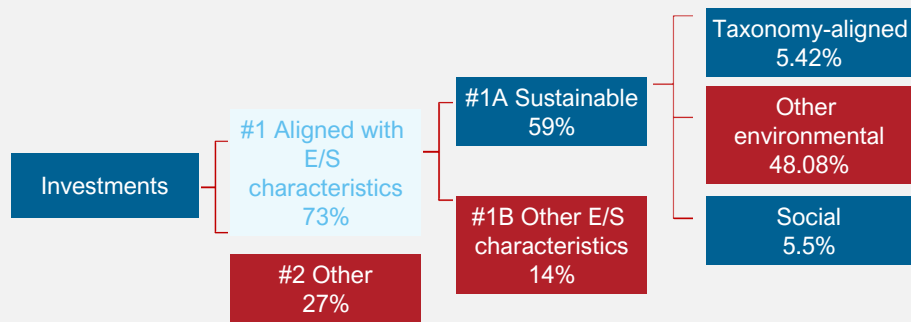 Investments
#1 Aligned with
E/S
characteristics
73%
#2 Other
27%
#1A Sustainable
59%
#1B Other E/S
characteristics
14%
Taxonomy-aligned
5.42%
Other
environmental
48.08%
Social
5.5%